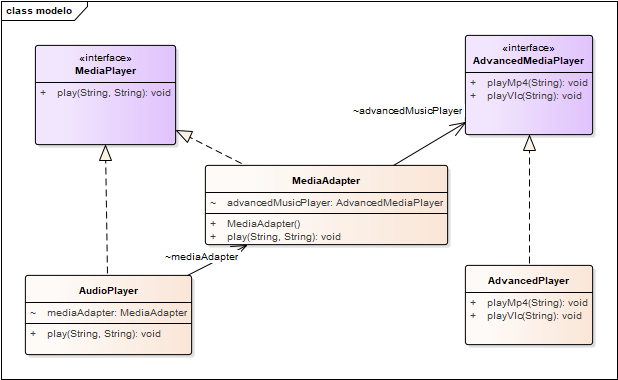 class modelo
«interface»
MediaPlayer
+ play(String, String): void
«interface»
AdvancedMediaPlayer
+ playMp4(String): void
+ playVlc(String): void
~advancedMusicPlayer
MediaAdapter
~ advancedMusicPlayer: AdvancedMediaPlayer
+ MediaAdapter()
+ play(String, String): void
~mediaAdapter
AudioPlayer
~ mediaAdapter: MediaAdapter
+ play(String, String): void
AdvancedPlayer
+ playMp4(String): void
+ playVlc(String): void